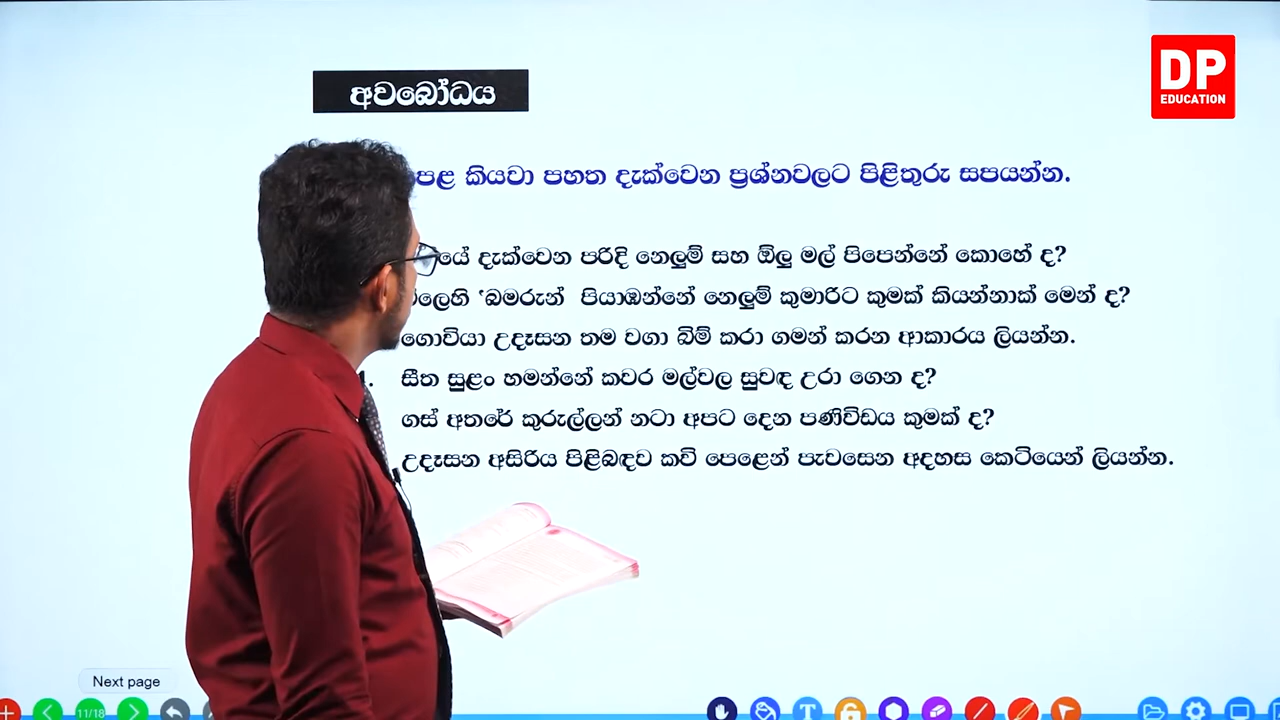 DP
EDUCATION
අවබෝධය
පෙළ කියවා පහත දැක්වෙන ප්‍රශ්නවලට පිළිතුරු සපයන්න.
දැක්වෙන පරිදි නෙලුම් සහ ඕලු මල් පිපෙන්නේ කොහේ ද?
'බමරුන් පියාඹන්නේ නෙලුම් කුමාරිට කුමක් කියන්නාක් මෙන් ද?
ගොවියා උදෑසන තම වගා බිම් කරා ගමන් කරන ආකාරය ලියන්න.
සීත සුළං හමන්නේ කවර මල්වල සුවඳ උරා ගෙන ද?
ගස් අතරේ කුරුල්ලන් නටා අපට දෙන පණිවිඩය කුමක් ද?
උදෑසන අසිරිය පිළිබඳව කවි පෙළෙන් පැවසෙන අදහස කෙටියෙන් ලියන්න.
Next page
11/18